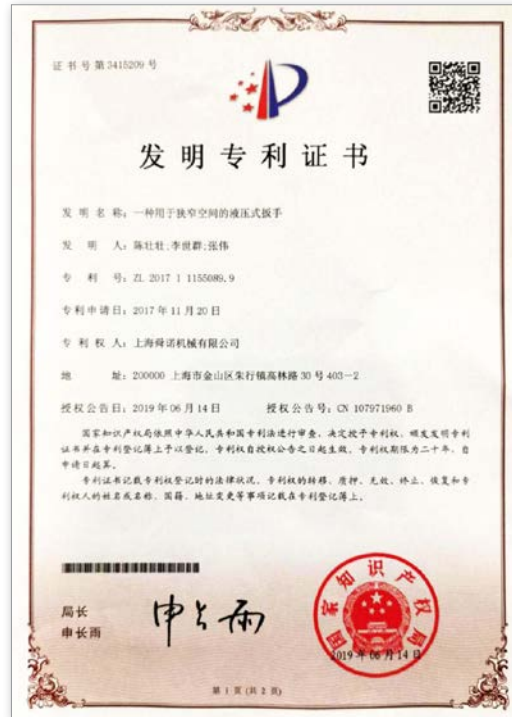 证书号第3415209号
发明专利证书
发明名称：一种用于狭窄空间的液压式扳手
发明人：陈壮壮;李世群;张伟
专利号：ZL 2017 1 1155089.9
专利申请日：2017年11月20日
专利权人：上海舜诺机械有限公司
地址：200000 上海市金山区朱行镇高林路30号403-2
授权公告日：2019年06月14日 授权公告号：CN 107971960 B
国家知识产权局依照中华人民共和国专利法进行审查，决定授予专利权，颁发发明专利
证书并在专利登记簿上予以登记。专利权自授权公告之日起生效。专利权期限为二十年，自
申请日起算。
专利证书记载专利权登记时的法律状况。专利权的转移、质押、无效、终止、恢复和专
利权人的姓名或名称、国籍、地址变更等事项记载在专利登记簿上。
局长
申长雨
申长雨
国家知识产权局
2019年06月14日
第1页(共2页)